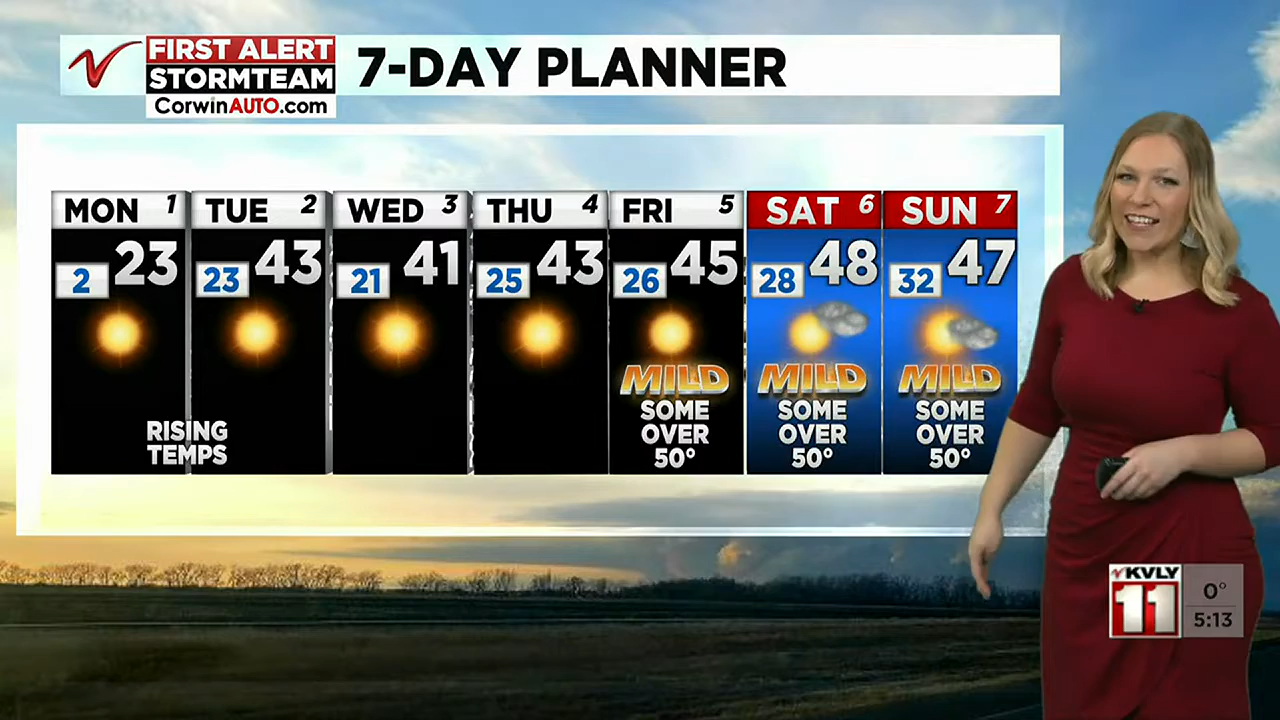 FIRST ALERT
STORMTEAM
CorwinAUTO.com
7-DAY PLANNER
MON 1 TUE 2 WED 3 THU 4 FRI 5 SAT 6 SUN 7
2 23 23 43 21 41 25 43 26 45 28 48 32 47
MILD MILD MILD
RISING
TEMPS
SOME
OVER
50°
SOME
OVER
50°
SOME
OVER
50°
KVLY
11
0°
5:13